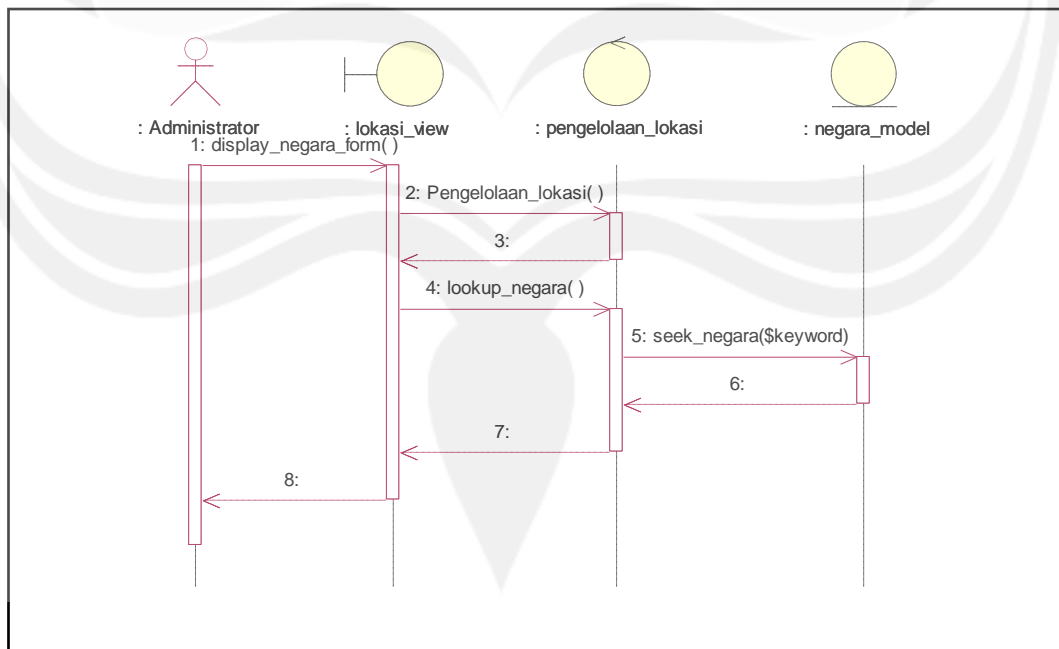 : Administrator
: lokasi_view
: pengelolaan_lokasi
: negara_model
1: display_negara_form( )
2: Pengelolaan_lokasi( )
3:
4: lookup_negara( )
5: seek_negara($keyword)
6:
7:
8: